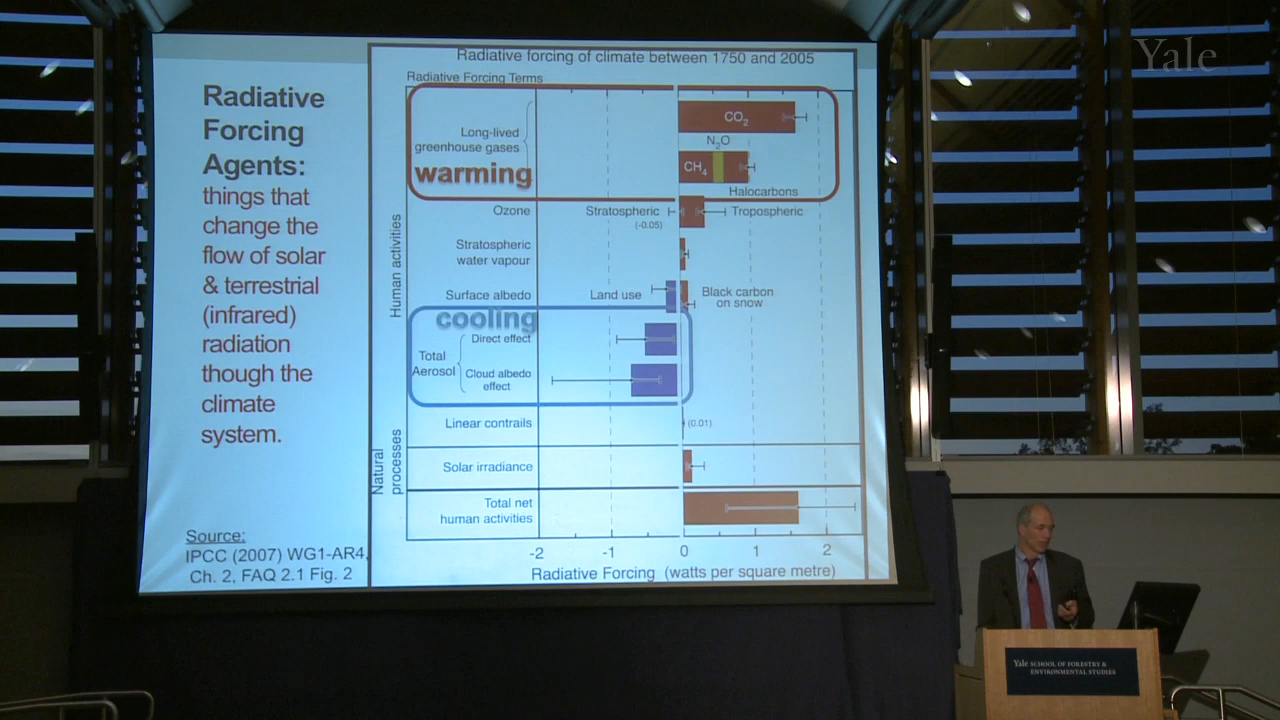 Yale
Radiative
Forcing
Agents:
things that
change the
flow of solar
& terrestrial
(infrared)
radiation
though the
climate
system.
Source:
IPCC (2007) WG1-AR4,
Ch. 2, FAQ 2.1 Fig. 2
Radiative forcing of climate between 1750 and 2005
Radiative Forcing Terms
Long-lived
greenhouse gases
warming
CO₂
N₂O
CH₄
Halocarbons
Human activities
Ozone
Stratospheric
(-0.05)
Tropospheric
Stratospheric
water vapour
Surface albedo
Land use
Black carbon
on snow
cooling
Total
Aerosol
Direct effect
Cloud albedo
effect
Linear contrails
(0.01)
Natural
processes
Solar irradiance
Total net
human activities
-2 -1 0 1 2
Radiative Forcing (watts per square metre)
Yale SCHOOL OF FORESTRY &
ENVIRONMENTAL STUDIES